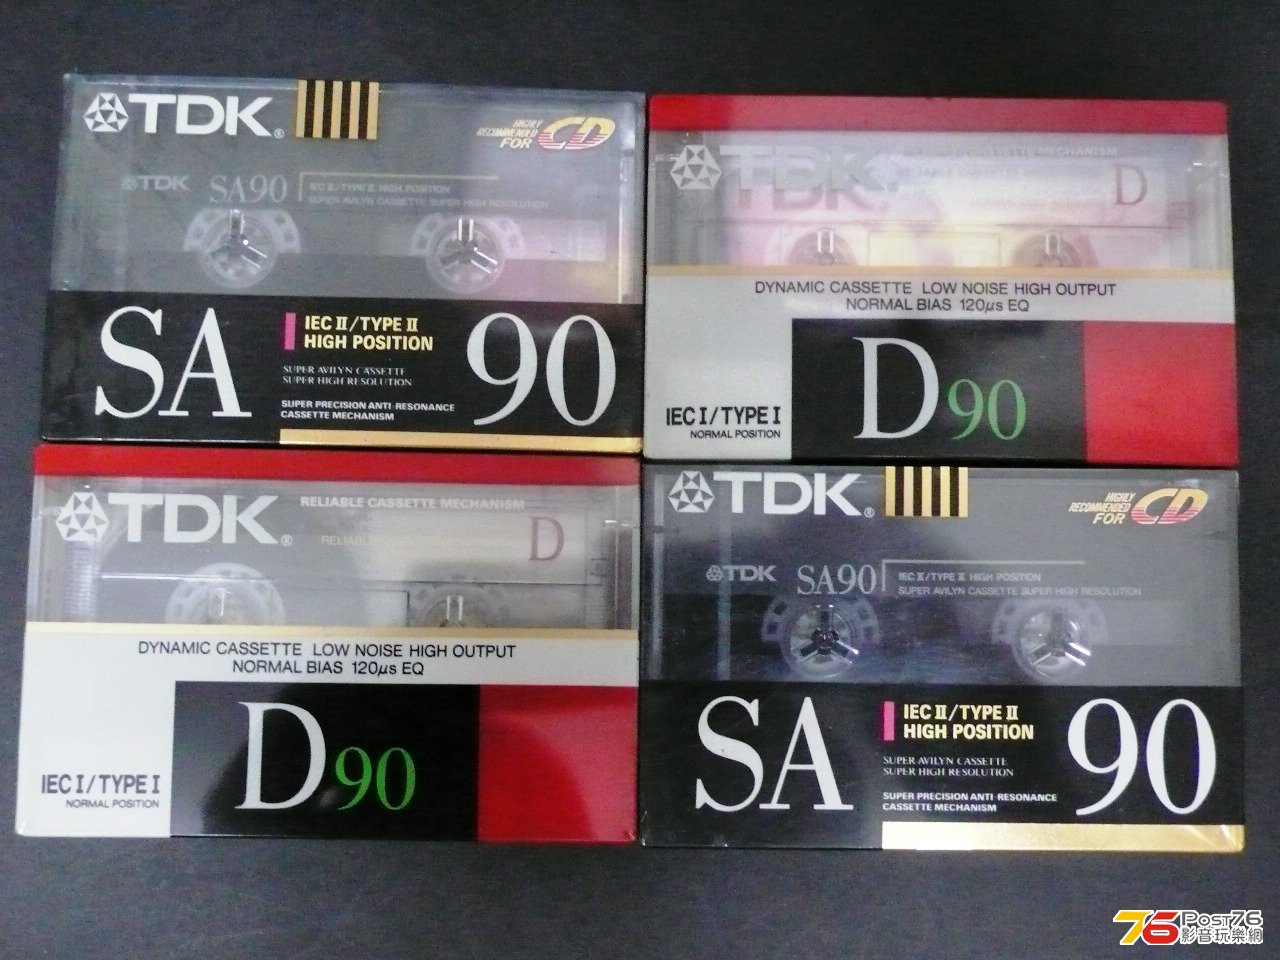 TDK®
HIGHLY
RECOMMENDED
FOR CD
TDK SA90 IEC II/TYPE II HIGH POSITION
SUPER AVILYN CASSETTE SUPER HIGH RESOLUTION
SA
IEC II/TYPE II
HIGH POSITION
SUPER AVILYN CASSETTE
SUPER HIGH RESOLUTION
SUPER PRECISION ANTI-RESONANCE
CASSETTE MECHANISM
90
TDK®
CASSETTE MECHANISM
D
DYNAMIC CASSETTE LOW NOISE HIGH OUTPUT
NORMAL BIAS 120μs EQ
IEC I/TYPE I
NORMAL POSITION
D90
TDK®
RELIABLE CASSETTE MECHANISM
RELIABLE
D
DYNAMIC CASSETTE LOW NOISE HIGH OUTPUT
NORMAL BIAS 120μs EQ
IEC I/TYPE I
NORMAL POSITION
D90
TDK®
HIGHLY
RECOMMENDED
FOR CD
TDK SA90 IEC II/TYPE II HIGH POSITION
SUPER AVILYN CASSETTE SUPER HIGH RESOLUTION
SA
IEC II/TYPE II
HIGH POSITION
SUPER AVILYN CASSETTE
SUPER HIGH RESOLUTION
SUPER PRECISION ANTI-RESONANCE
CASSETTE MECHANISM
90
76 Post76
影音玩樂網